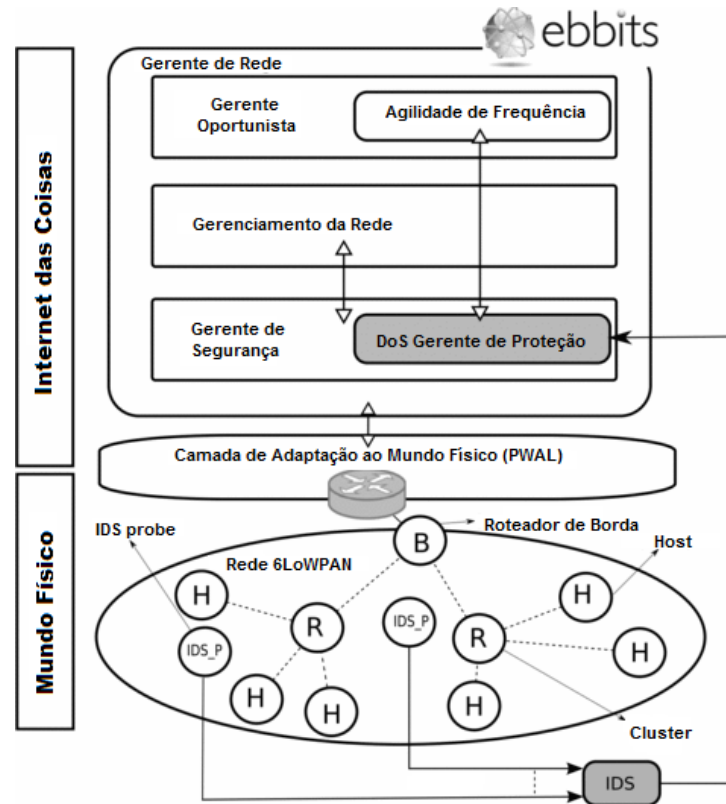 ebbits
Gerente de Rede
Gerente
Oportunista
Agilidade de Frequência
Internet das Coisas
Gerenciamento da Rede
Gerente de
Segurança
DoS Gerente de Proteção
Camada de Adaptação ao Mundo Físico (PWAL)
Mundo Físico
IDS probe
Roteador de Borda
B
Host
Rede 6LoWPAN
H
H
R
IDS_P
R
IDS_P
H
H
H
H
Cluster
IDS